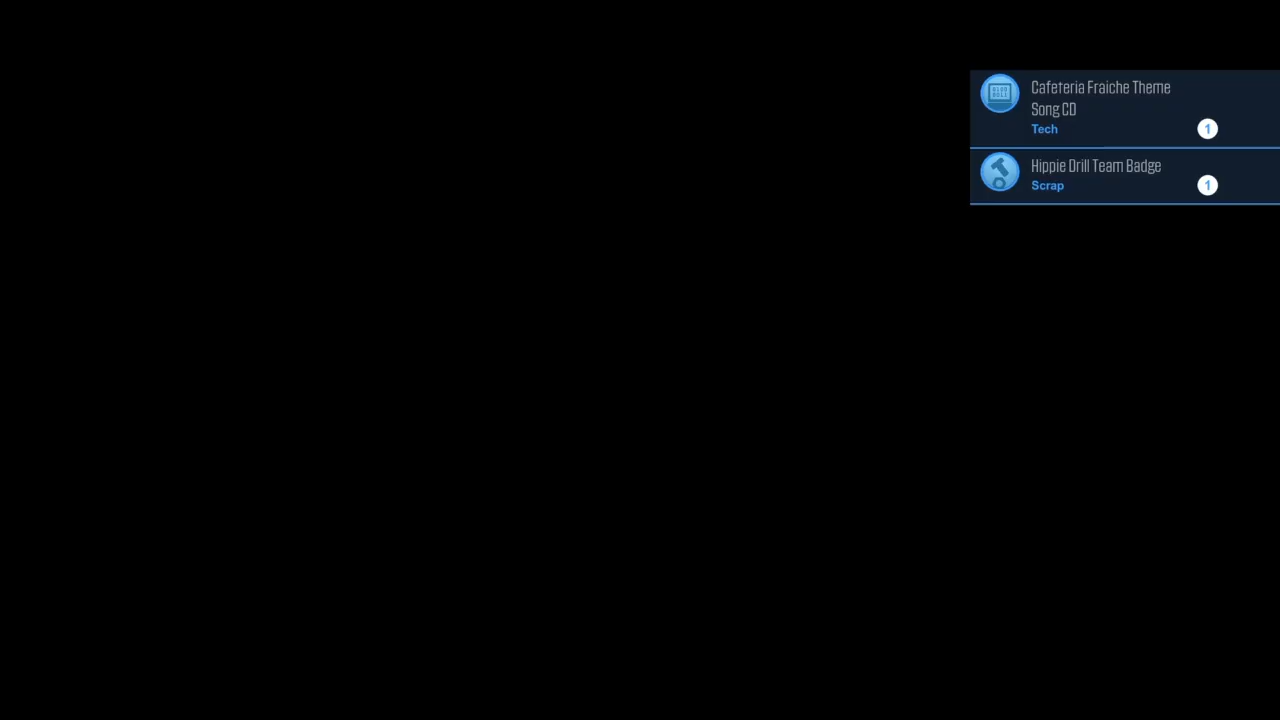 Cafeteria Fraiche Theme
Song CD
Tech
1
Hippie Drill Team Badge
Scrap
1